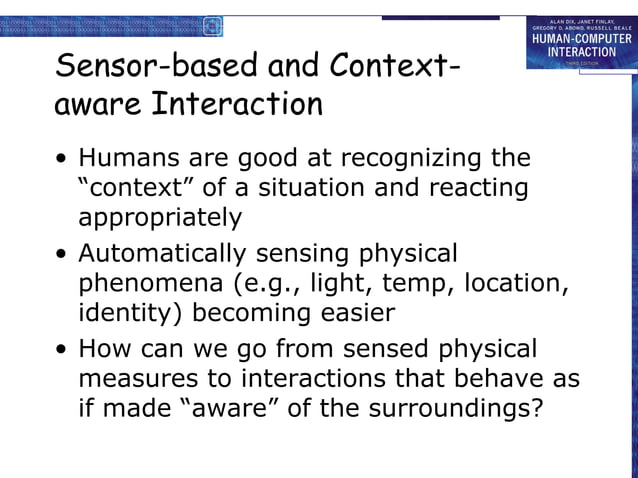 ALAN DIX, JANET FINLAY,
GREGORY D. ABOWD, RUSSELL BEALE
HUMAN-COMPUTER
INTERACTION
THIRD EDITION
Sensor-based and Context-
aware Interaction
• Humans are good at recognizing the
“context” of a situation and reacting
appropriately
• Automatically sensing physical
phenomena (e.g., light, temp, location,
identity) becoming easier
• How can we go from sensed physical
measures to interactions that behave as
if made “aware” of the surroundings?